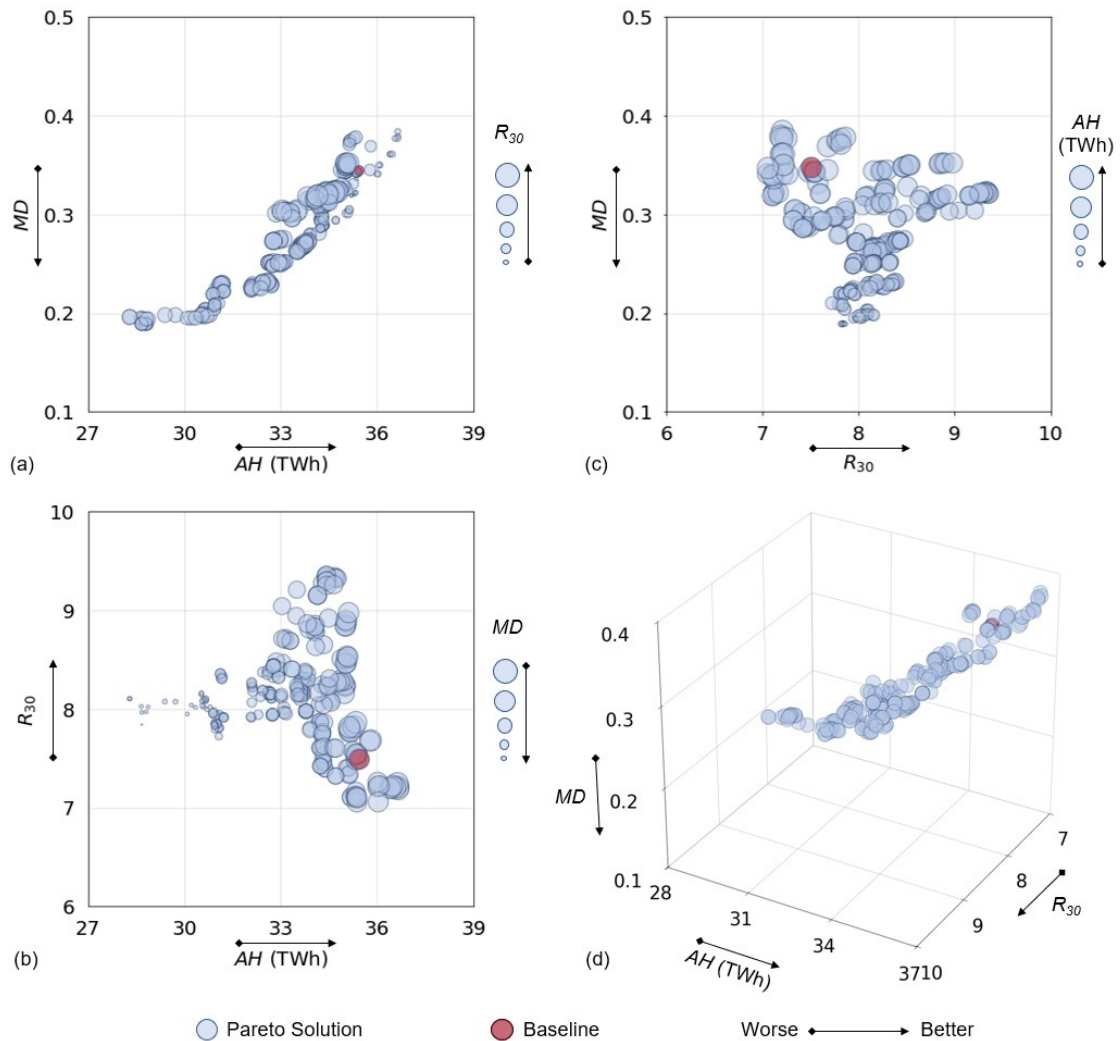 0.5
0.4
0.3
0.2
0.1
MD
27
30
33
36
39
AH (TWh)
(a)
R30
0.5
0.4
0.3
0.2
0.1
MD
6
7
8
9
10
R30
(c)
AH
(TWh)
10
9
8
7
6
R30
27
30
33
36
39
AH (TWh)
(b)
MD
0.4
0.3
0.2
0.1
MD
28
31
34
3710
AH (TWh)
7
8
9
R30
(d)
Pareto Solution
Baseline
Worse
Better